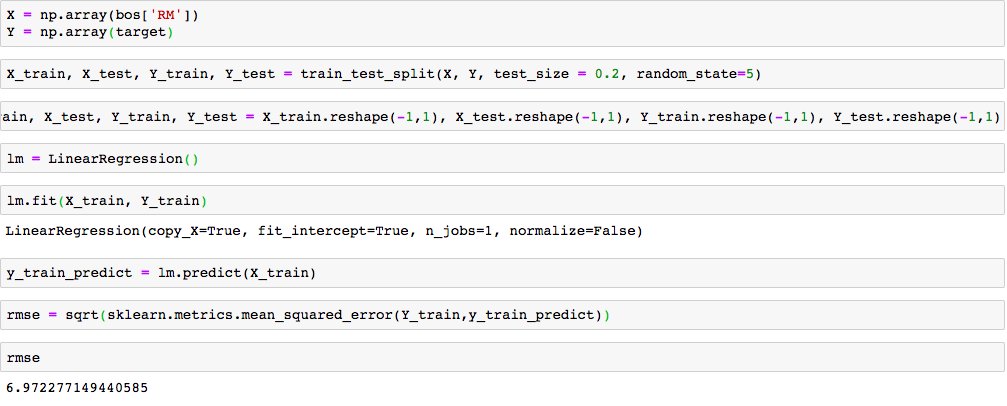 X = np.array(bos['RM'])
Y = np.array(target)
X_train, X_test, Y_train, Y_test = train_test_split(X, Y, test_size = 0.2, random_state=5)
ain, X_test, Y_train, Y_test = X_train.reshape(-1,1), X_test.reshape(-1,1), Y_train.reshape(-1,1), Y_test.reshape(-1,1)
lm = LinearRegression()
lm.fit(X_train, Y_train)
LinearRegression(copy_X=True, fit_intercept=True, n_jobs=1, normalize=False)
y_train_predict = lm.predict(X_train)
rmse = sqrt(sklearn.metrics.mean_squared_error(Y_train,y_train_predict))
rmse
6.972277149440585